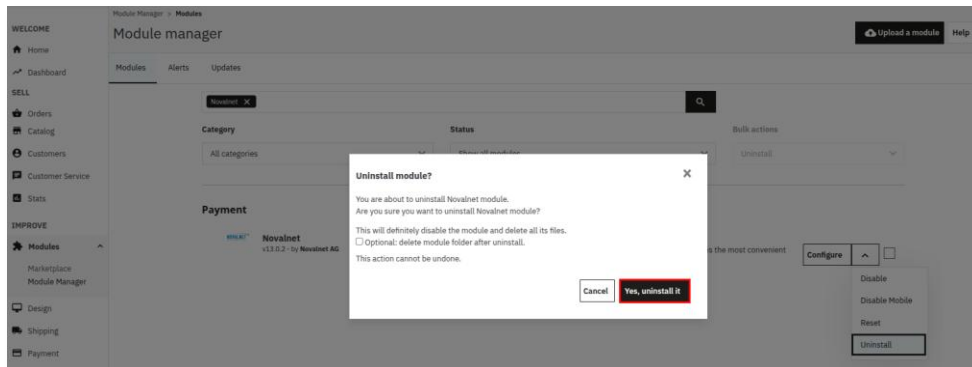 Module Manager > Modules
Module manager
Upload a module
Help
WELCOME
Home
Dashboard
SELL
Orders
Catalog
Customers
Customer Service
Stats
IMPROVE
Modules
Marketplace
Module Manager
Design
Shipping
Payment
Modules Alerts Updates
Novalnet X
Category
Status
Bulk actions
All categories
Show all modules
Uninstall
Payment
Novalnet
v13.0.2 - by Novalnet AG
the most convenient
Configure
Disable
Disable Mobile
Reset
Uninstall
Uninstall module?
You are about to uninstall Novalnet module.
Are you sure you want to uninstall Novalnet module?
This will definitely disable the module and delete all its files.
Optional: delete module folder after uninstall.
This action cannot be undone.
Cancel
Yes, uninstall it